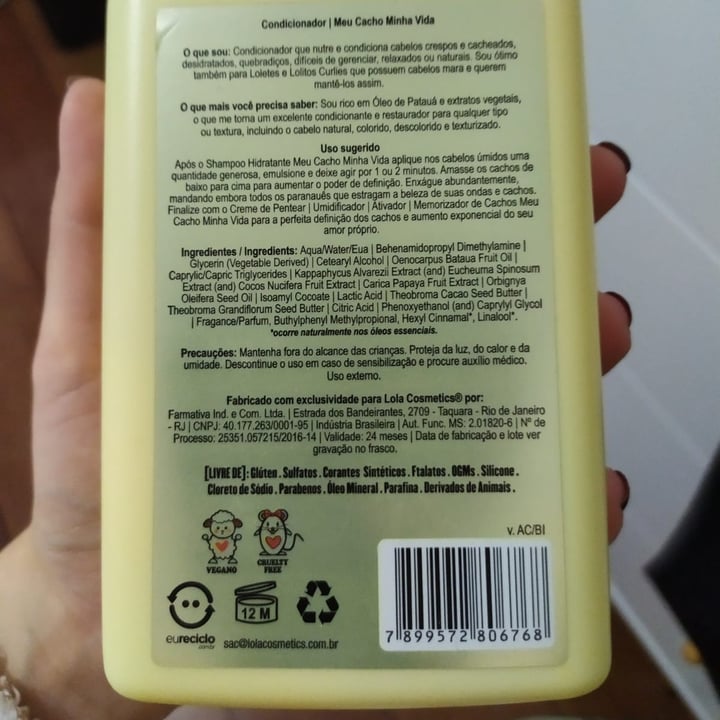 Condicionador | Meu Cacho Minha Vida
O que sou: Condicionador que nutre e condiciona cabelos crespos e cacheados,
desidratados, quebradiços, difíceis de gerenciar, relaxados ou naturais. Sou ótimo
também para Loletes e Lolitos Curlies que possuem cabelos mara e querem
mantê-los assim.
O que mais você precisa saber: Sou rico em Óleo de Patauá e extratos vegetais,
o que me torna um excelente condicionante e restaurador para qualquer tipo
ou textura, incluindo o cabelo natural, colorido, descolorido e texturizado.
Uso sugerido
Após o Shampoo Hidratante Meu Cacho Minha Vida aplique nos cabelos úmidos uma
quantidade generosa, emulsione e deixe agir por 1 ou 2 minutos. Amasse os cachos de
baixo para cima para aumentar o poder de definição. Enxágue abundantemente,
mandando embora todos os paranauês que estragam a beleza de suas ondas e cachos.
Finalize com o Creme de Pentear | Umidificador | Ativador | Memorizador de Cachos Meu
Cacho Minha Vida para a perfeita definição dos cachos e aumento exponencial do seu
amor próprio.
Ingredientes / Ingredients: Aqua/Water/Eua | Behenamidopropyl Dimethylamine |
Glycerin (Vegetable Derived) | Cetearyl Alcohol | Oenocarpus Bataua Fruit Oil |
Caprylic/Capric Triglycerides | Kappaphycus Alvarezii Extract (and) Eucheuma Spinosum
Extract (and) Cocos Nucifera Fruit Extract | Carica Papaya Fruit Extract | Orbignya
Oleifera Seed Oil | Isoamyl Cocoate | Lactic Acid | Theobroma Cacao Seed Butter |
Theobroma Grandiflorum Seed Butter | Citric Acid | Phenoxyethanol (and) Caprylyl Glycol
| Fragance/Parfum, Buthylphenyl Methylpropional, Hexyl Cinnamal*, Linalool*.
*ocorre naturalmente nos óleos essenciais.
Precauções: Mantenha fora do alcance das crianças. Proteja da luz, do calor e da
umidade. Descontinue o uso em caso de sensibilização e procure auxílio médico.
Uso externo.
Fabricado com exclusividade para Lola Cosmetics® por:
Farmativa Ind. e Com. Ltda. | Estrada dos Bandeirantes, 2709 - Taquara - Rio de Janeiro
- RJ | CNPJ: 40.177.263/0001-95 | Indústria Brasileira | Aut. Func. MS: 2.01820-6 | Nº de
Processo: 25351.057215/2016-14 | Validade: 24 meses | Data de fabricação e lote ver
gravação no frasco.
[LIVRE DE]: Glúten . Sulfatos . Corantes Sintéticos . Ftalatos . OGMs . Silicone .
Cloreto de Sódio . Parabenos . Óleo Mineral . Parafina . Derivados de Animais .
v. AC/BI
VEGANO
CRUELTY
FREE
12 M
eureciclo
sac@lolacosmetics.com.br
7 899572 806768